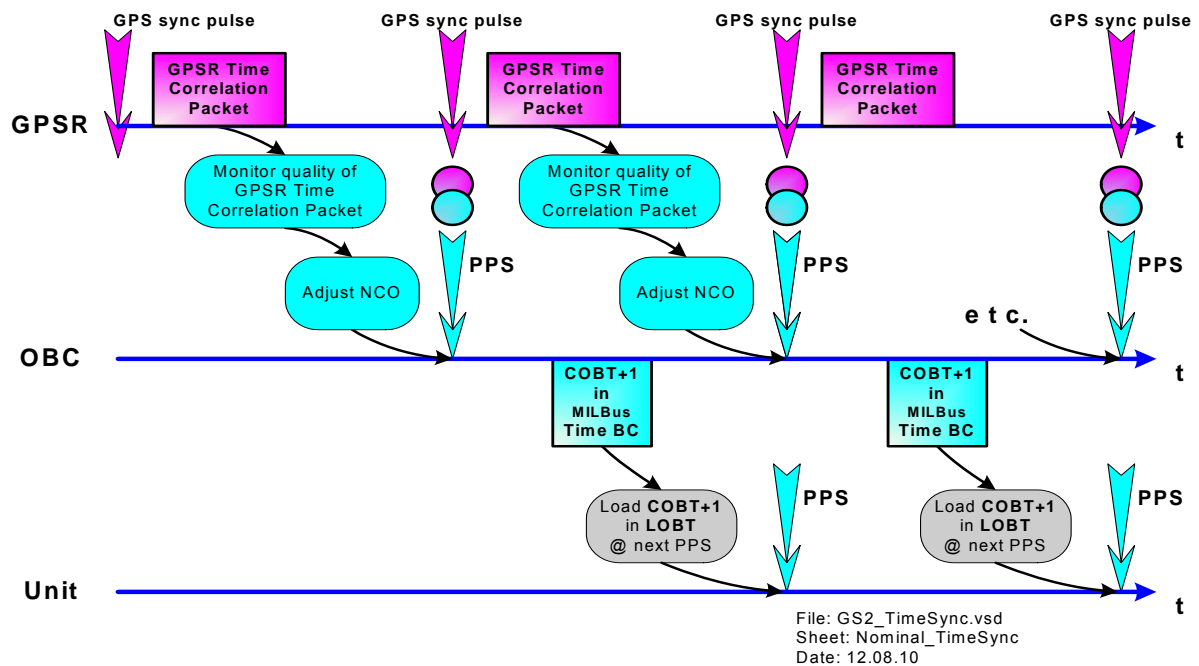 GPS sync pulse
GPS sync pulse
GPS sync pulse
GPS sync pulse
GPSR Time
Correlation
Packet
GPSR Time
Correlation
Packet
GPSR Time
Correlation
Packet
GPSR
t
Monitor quality of
GPSR Time
Correlation Packet
Monitor quality of
GPSR Time
Correlation Packet
Adjust NCO
PPS
Adjust NCO
PPS
PPS
etc.
OBC
t
COBT+1
in
MILBus
Time BC
COBT+1
in
MILBus
Time BC
Load COBT+1
in LOBT
@ next PPS
PPS
Load COBT+1
in LOBT
@ next PPS
PPS
Unit
t
File: GS2_TimeSync.vsd
Sheet: Nominal_TimeSync
Date: 12.08.10